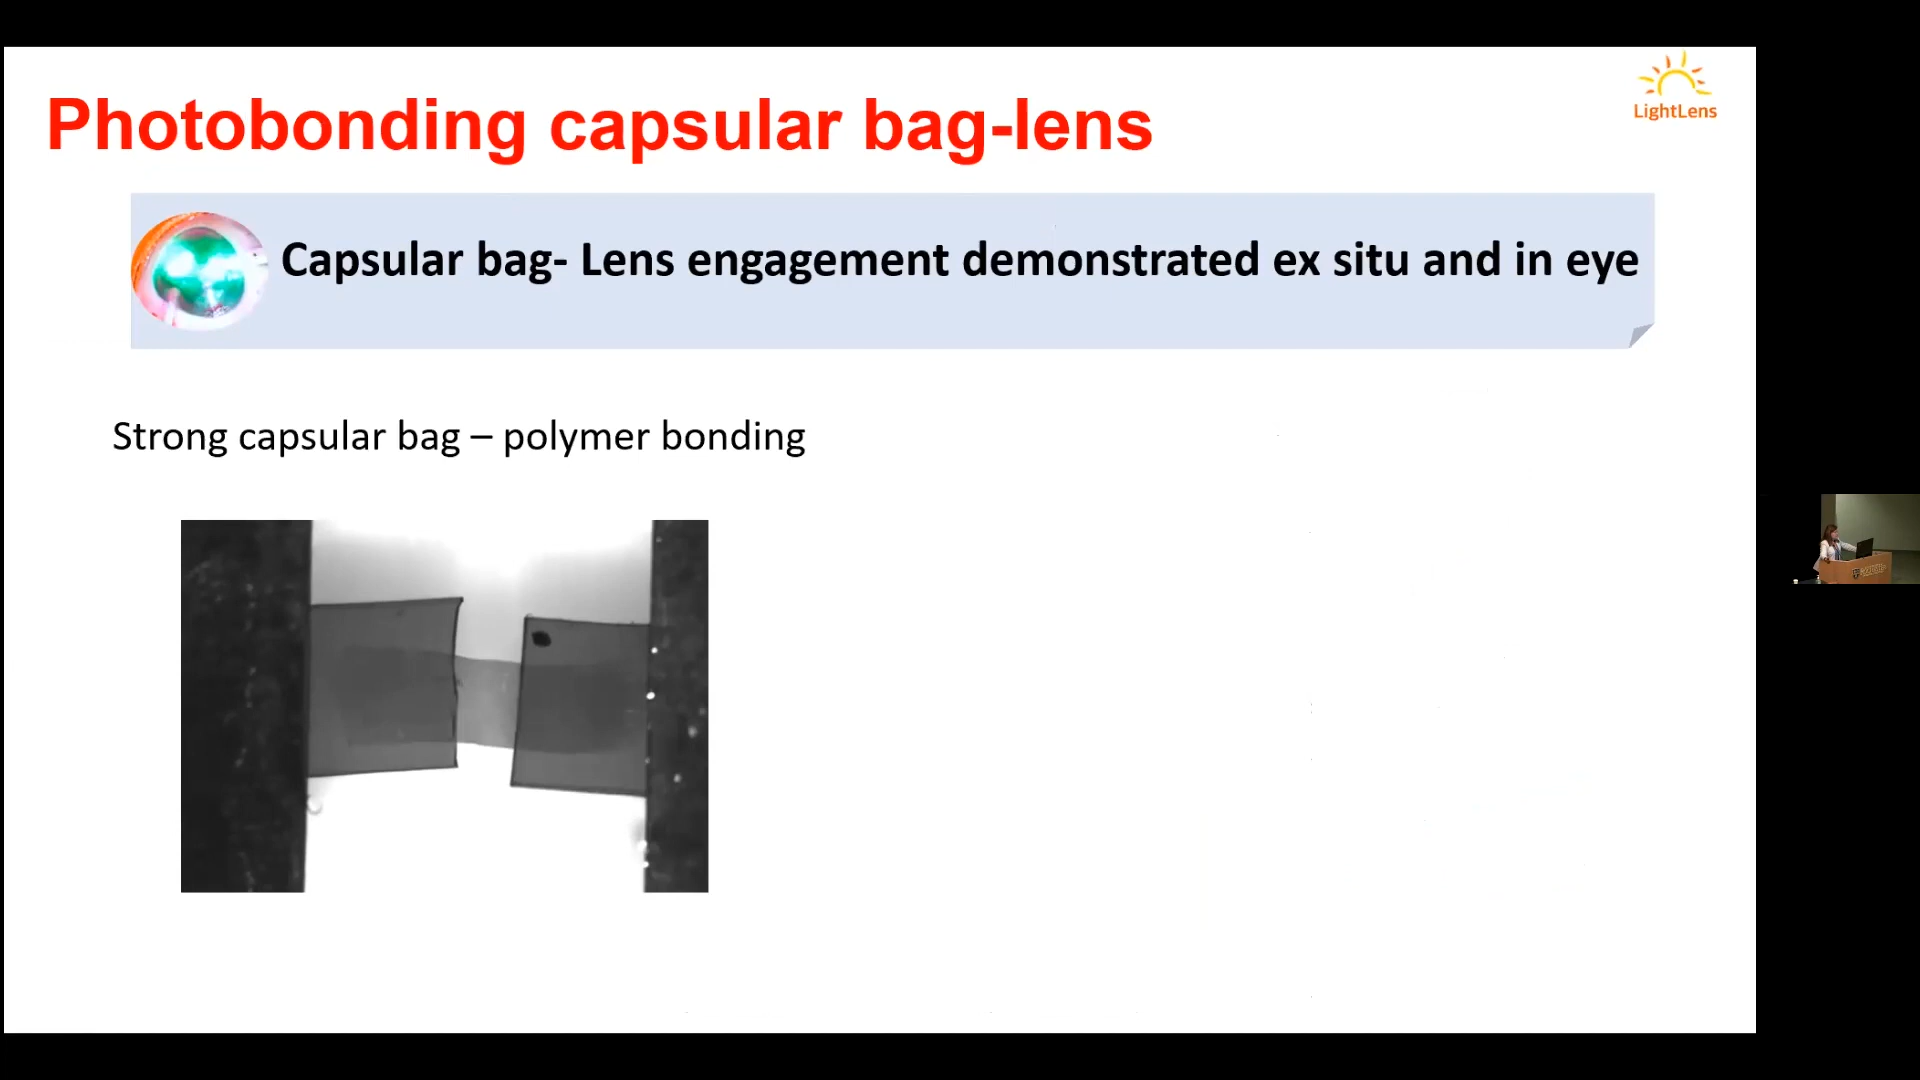 Photobonding capsular bag-lens
LightLens
Capsular bag- Lens engagement demonstrated ex situ and in eye
Strong capsular bag – polymer bonding